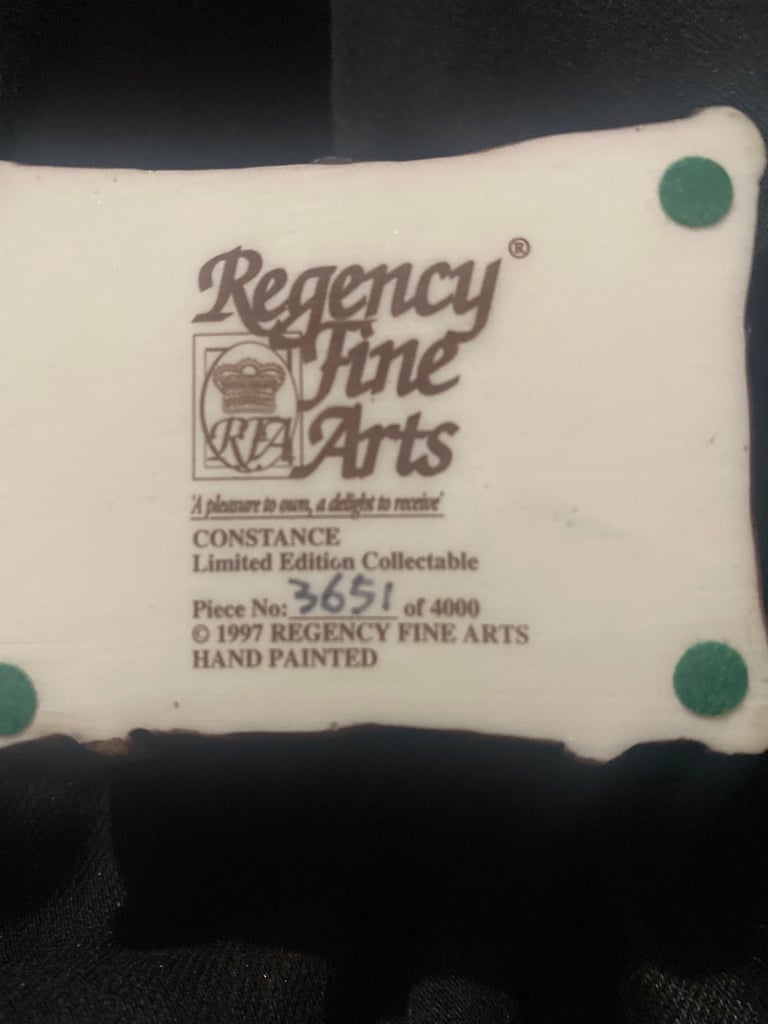 Regency ®
Fine
Arts
RFA
'A pleasure to own, a delight to receive'
CONSTANCE
Limited Edition Collectable
Piece No: 3651 of 4000
© 1997 REGENCY FINE ARTS
HAND PAINTED